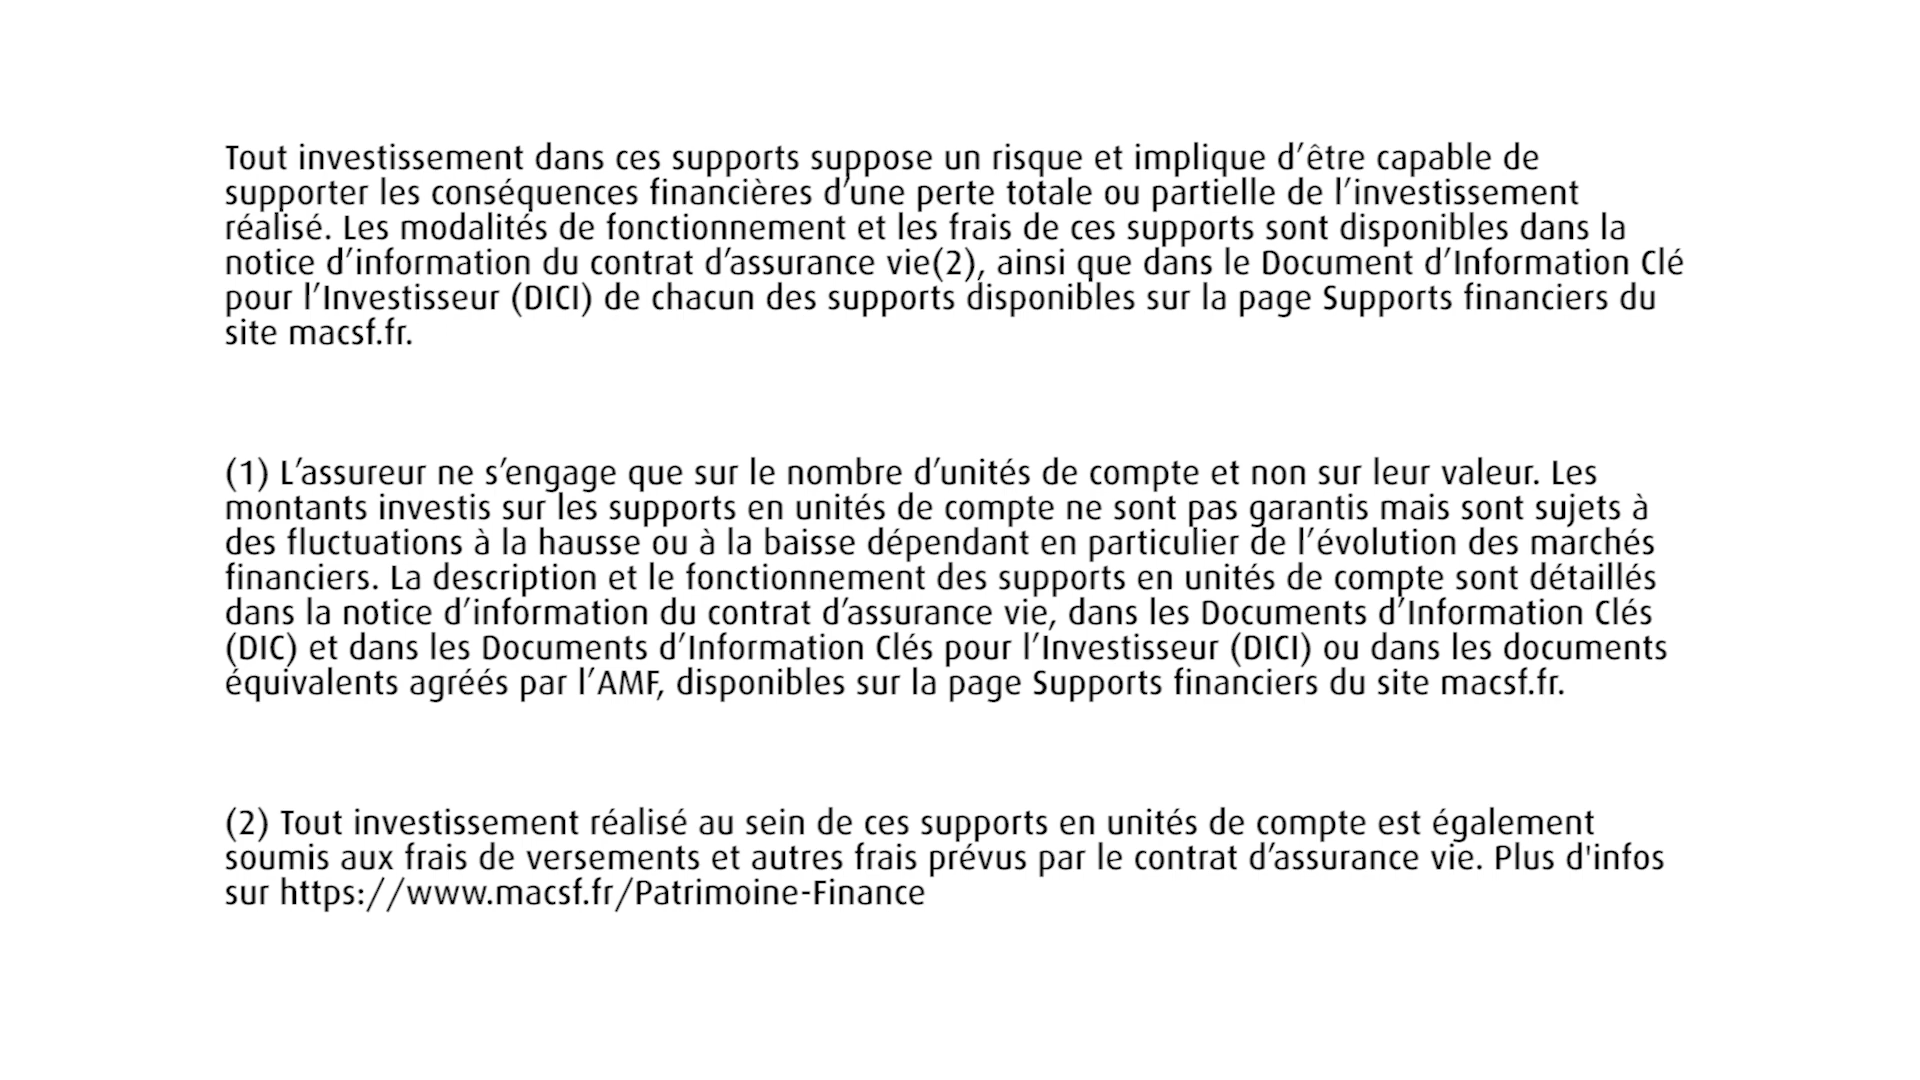 Tout investissement dans ces supports suppose un risque et implique d’être capable de
supporter les conséquences financières d’une perte totale ou partielle de l’investissement
réalisé. Les modalités de fonctionnement et les frais de ces supports sont disponibles dans la
notice d’information du contrat d’assurance vie(2), ainsi que dans le Document d’Information Clé
pour l’Investisseur (DICI) de chacun des supports disponibles sur la page Supports financiers du
site macsf.fr.
(1) L’assureur ne s’engage que sur le nombre d’unités de compte et non sur leur valeur. Les
montants investis sur les supports en unités de compte ne sont pas garantis mais sont sujets à
des fluctuations à la hausse ou à la baisse dépendant en particulier de l’évolution des marchés
financiers. La description et le fonctionnement des supports en unités de compte sont détaillés
dans la notice d’information du contrat d’assurance vie, dans les Documents d’Information Clés
(DIC) et dans les Documents d’Information Clés pour l’Investisseur (DICI) ou dans les documents
équivalents agréés par l’AMF, disponibles sur la page Supports financiers du site macsf.fr.
(2) Tout investissement réalisé au sein de ces supports en unités de compte est également
soumis aux frais de versements et autres frais prévus par le contrat d’assurance vie. Plus d'infos
sur https://www.macsf.fr/Patrimoine-Finance